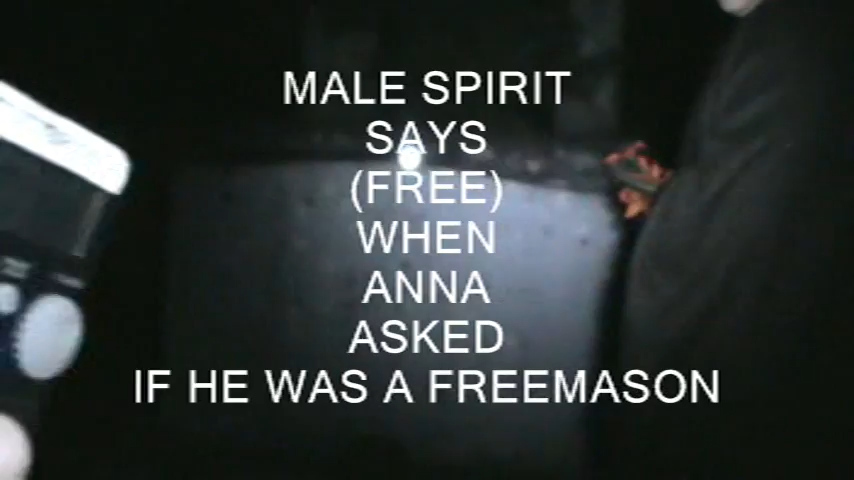 MALE SPIRIT
SAYS
(FREE)
WHEN
ANNA
ASKED
IF HE WAS A FREEMASON